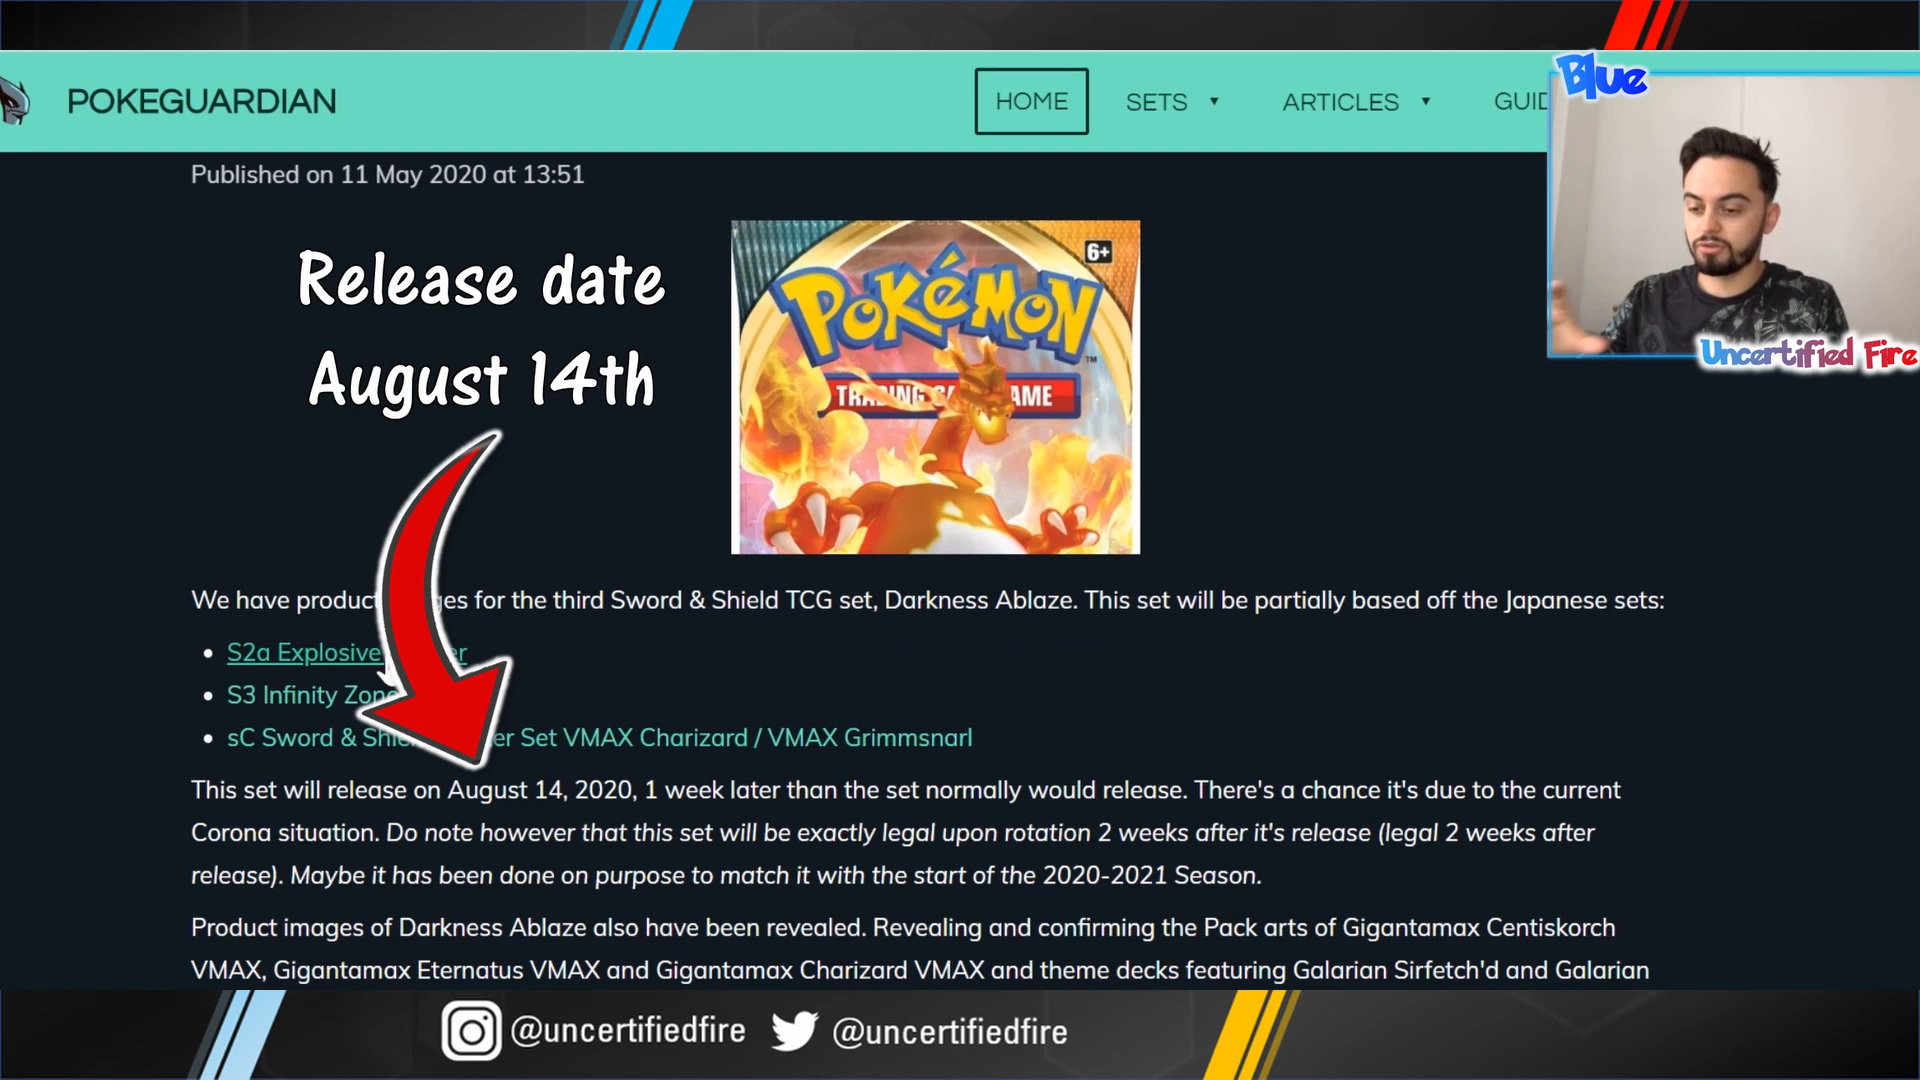 POKEGUARDIAN
HOME
SETS
ARTICLES
Blue
Published on 11 May 2020 at 13:51
Release date
August 14th
6+
POKéMON
TM
TRADING GAME
Uncertified Fire
We have product for the third Sword & Shield TCG set, Darkness Ablaze. This set will be partially based off the Japanese sets:
• S2a Explosive
• S3 Infinity Zone
• sC Sword & Set VMAX Charizard / VMAX Grimmsnarl
This set will release on August 14, 2020, 1 week later than the set normally would release. There's a chance it's due to the current
Corona situation. Do note however that this set will be exactly legal upon rotation 2 weeks after it's release (legal 2 weeks after
release). Maybe it has been done on purpose to match it with the start of the 2020-2021 Season.
Product images of Darkness Ablaze also have been revealed. Revealing and confirming the Pack arts of Gigantamax Centiskorch
VMAX, Gigantamax Eternatus VMAX and Gigantamax Charizard VMAX and theme decks featuring Galarian Sirfetch'd and Galarian
@uncertifiedfire
@uncertifiedfire